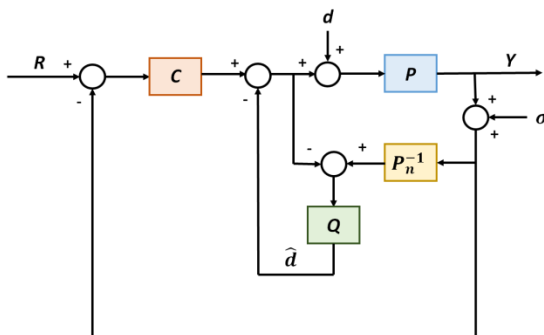 d
R + C + + + P Y
- - +
+ σ
- + P_n^{-1} +
Q
d̂